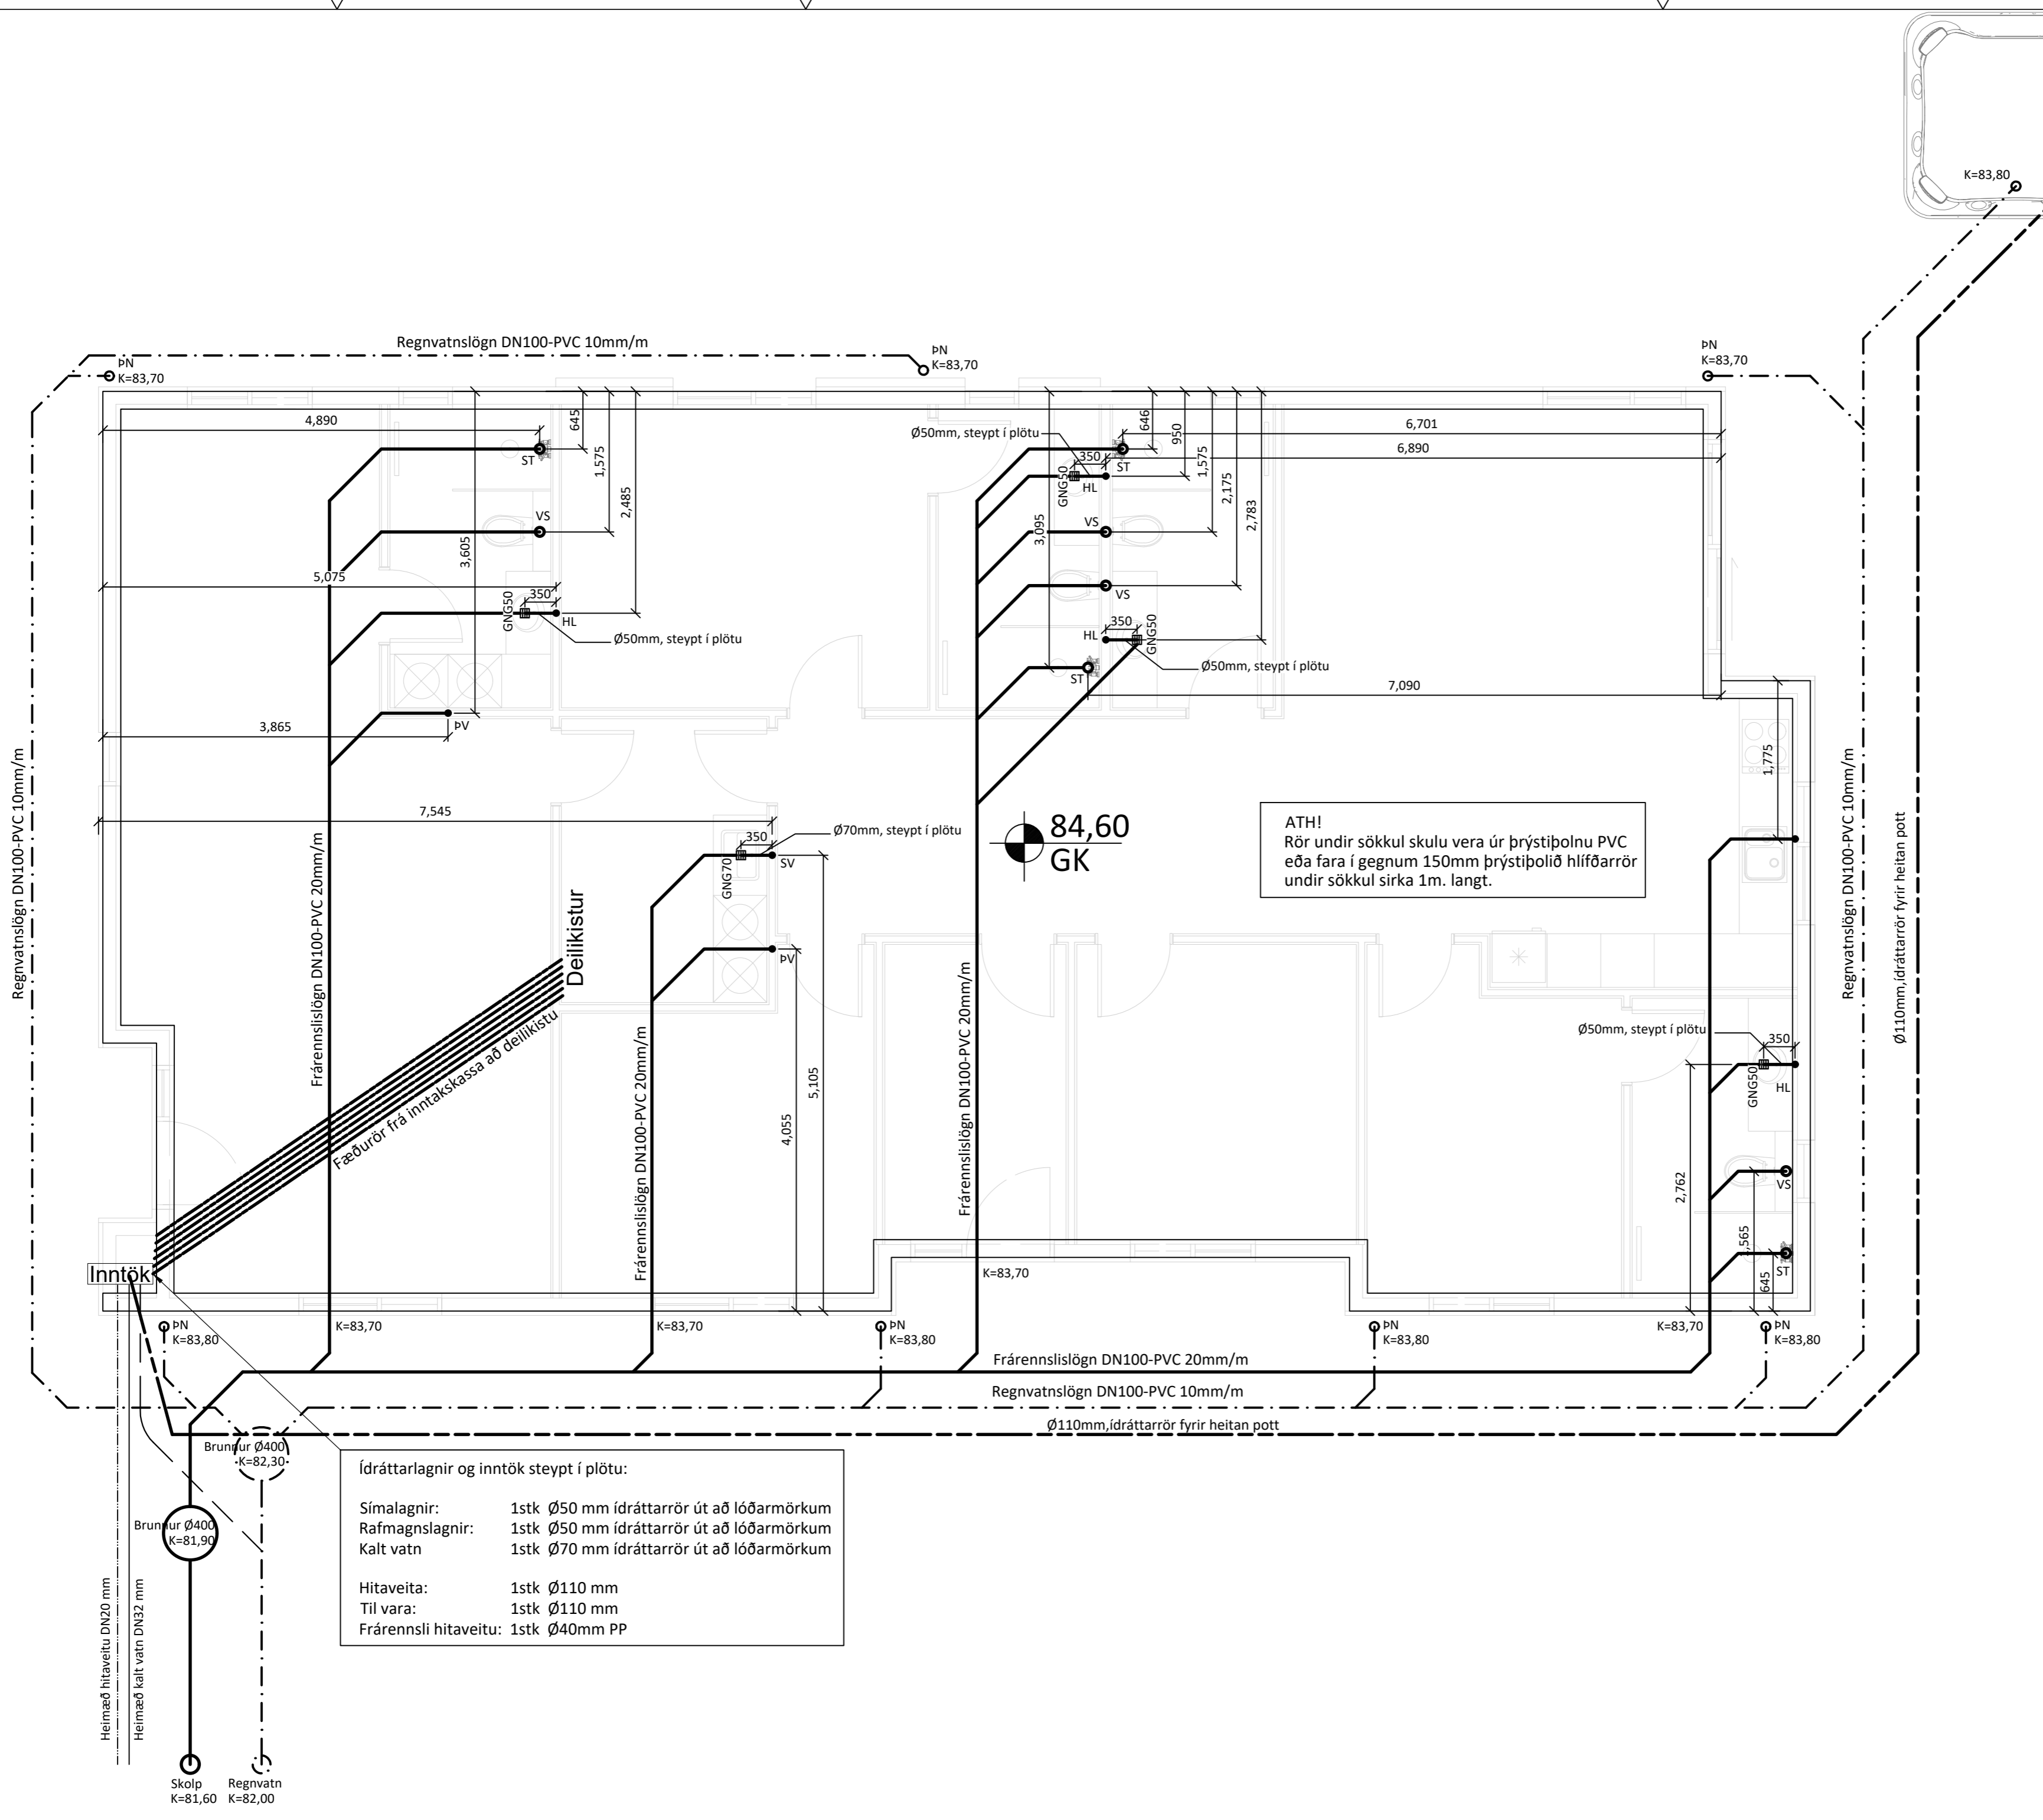 K=83,80
Regnvatnslögn DN100-PVC 10mm/m
ÞN
K=83,70
ÞN
K=83,70
ÞN
K=83,70
4,890
645
1,575
2,485
3,605
ST
VS
5,075
350
GNG50
HL
Ø50mm, steypt í plötu
3,865
ÞV
Ø50mm, steypt í plötu
646
950
1,575
2,175
2,783
3,095
6,701
6,890
350
GNG50
HL
ST
VS
VS
HL
350
GNG50
Ø50mm, steypt í plötu
ST
7,090
1,775
7,545
350
Ø70mm, steypt í plötu
GNG70
SV
ÞV
84,60
GK
ATH!
Rör undir sökkul skulu vera úr þrýstiþolnu PVC
eða fara í gegnum 150mm þrýstiþolið hlífðarrör
undir sökkul sirka 1m. langt.
Regnvatnslögn DN100-PVC 10mm/m
Frárennslislögn DN100-PVC 20mm/m
Deilikistur
Fæðurör frá inntakskassa að deilikistu
Frárennslislögn DN100-PVC 20mm/m
5,105
4,055
Frárennslislögn DN100-PVC 20mm/m
Regnvatnslögn DN100-PVC 10mm/m
Ø110mm,ídráttarrör fyrir heitan pott
Ø50mm, steypt í plötu
350
GNG50
HL
2,762
VS
,565
645
ST
Inntök
K=83,70
ÞN
K=83,80
K=83,70
K=83,70
ÞN
K=83,80
ÞN
K=83,80
K=83,70
ÞN
K=83,80
Frárennslislögn DN100-PVC 20mm/m
Regnvatnslögn DN100-PVC 10mm/m
Ø110mm,ídráttarrör fyrir heitan pott
Brunnur Ø400
K=82,30
Brunnur Ø400
K=81,90
Ídráttarlagnir og inntök steypt í plötu:
Símalagnir: 1stk Ø50 mm ídráttarrör út að lóðarmörkum
Rafmagnslagnir: 1stk Ø50 mm ídráttarrör út að lóðarmörkum
Kalt vatn 1stk Ø70 mm ídráttarrör út að lóðarmörkum
Hitaveita: 1stk Ø110 mm
Til vara: 1stk Ø110 mm
Frárennsli hitaveitu: 1stk Ø40mm PP
Heimæð hitaveitu DN20 mm
Heimæð kalt vatn DN32 mm
Skolp
K=81,60
Regnvatn
K=82,00